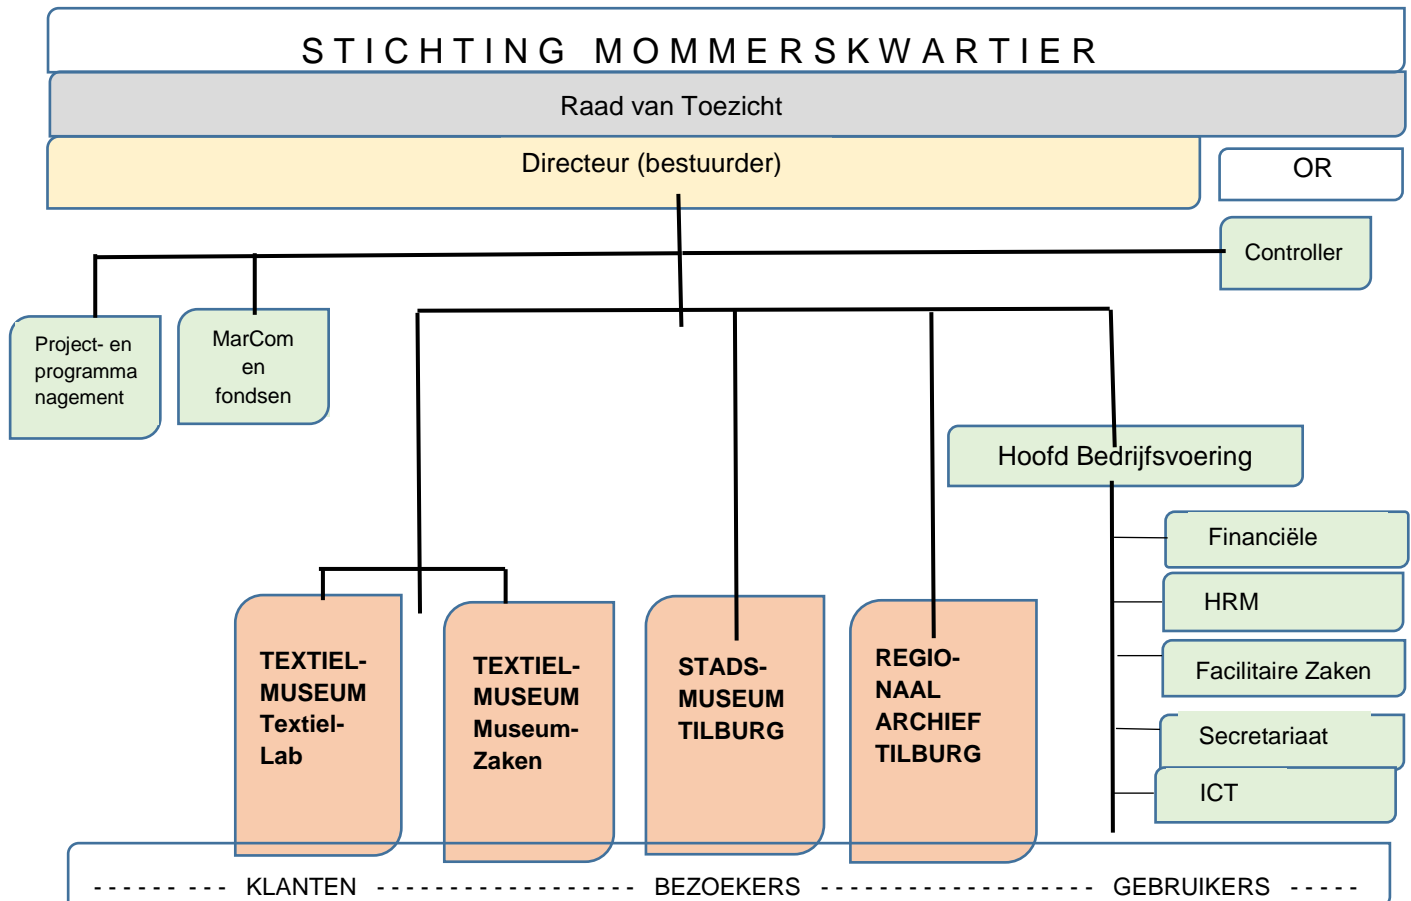 STICHTING MOMMERSKWARTIER
Raad van Toezicht
Directeur (bestuurder)
OR
Controller
Project- en
programma
nagement
MarCom
en
fondsen
Hoofd Bedrijfsvoering
Financiële
HRM
Facilitaire Zaken
Secretariaat
ICT
TEXTIEL-
MUSEUM
Textiel-
Lab
TEXTIEL-
MUSEUM
Museum-
Zaken
STADS-
MUSEUM
TILBURG
REGIO-
NAAL
ARCHIEF
TILBURG
- - - - - - - - - KLANTEN - - - - - - - - - - - - - - - - - - BEZOEKERS - - - - - - - - - - - - - - - - - - - GEBRUIKERS - - - - -